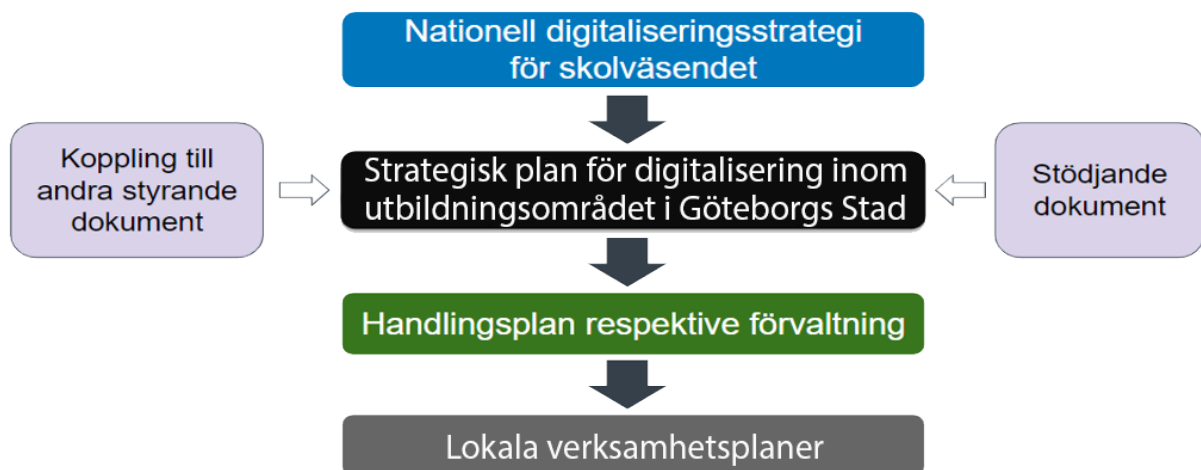 Nationell digitaliseringsstrategi
för skolväsendet
Koppling till
andra styrande
dokument
Strategisk plan för digitalisering inom
utbildningsområdet i Göteborgs Stad
Stödjande
dokument
Handlingsplan respektive förvaltning
Lokala verksamhetsplaner